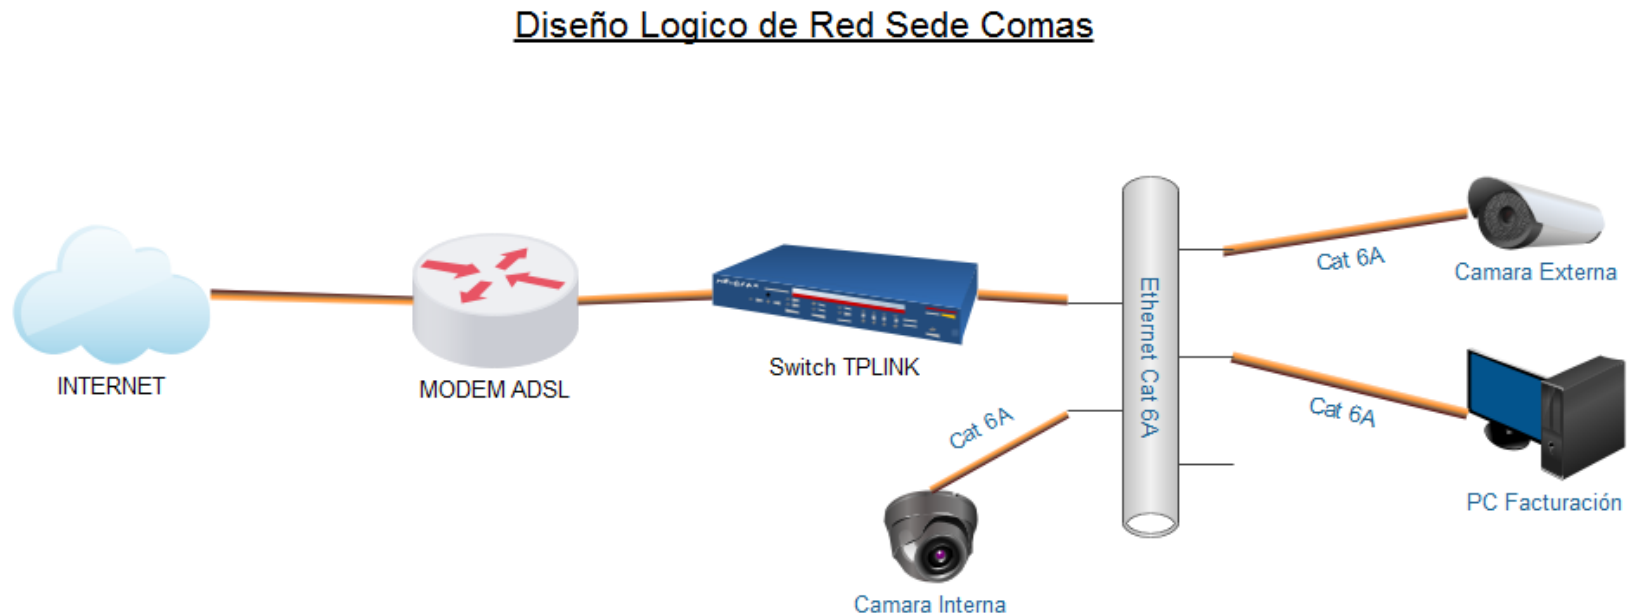 Diseño Logico de Red Sede Comas
INTERNET
MODEM ADSL
Switch TPLINK
Ethernet Cat 6A
Cat 6A
Camara Externa
Cat 6A
PC Facturación
Cat 6A
Camara Interna